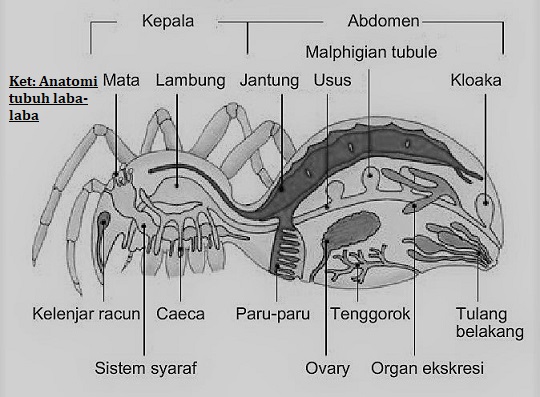 Kepala
Abdomen
Malphigian tubule
Ket: Anatomi
tubuh laba-
laba
Mata
Lambung
Jantung
Usus
Kloaka
Kelenjar racun
Caeca
Paru-paru
Tenggorok
Tulang
belakang
Sistem syaraf
Ovary
Organ ekskresi